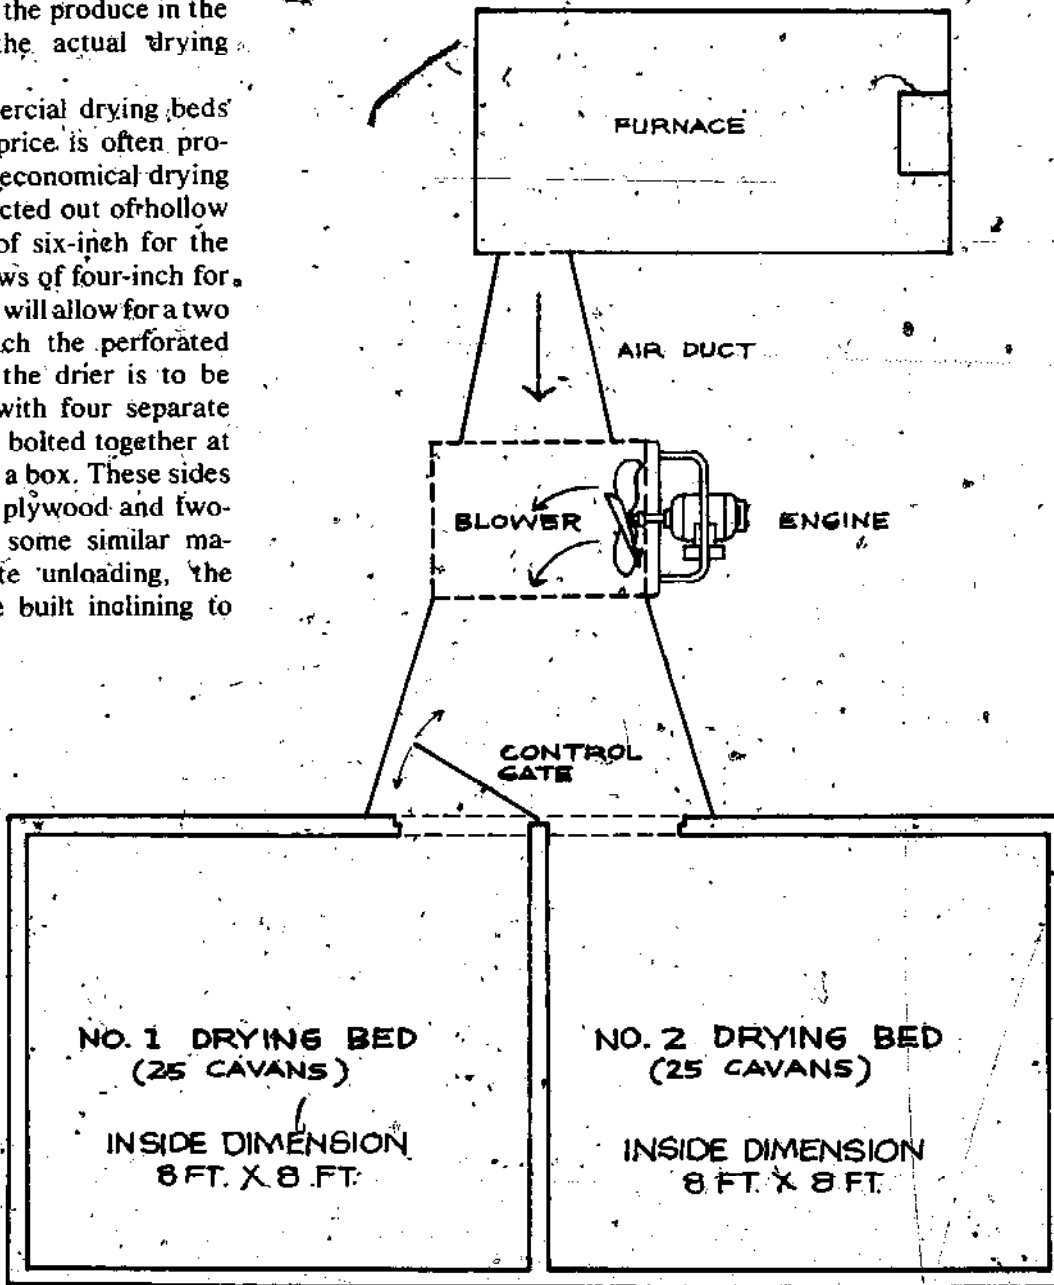 the produce in the
the actual drying
ercial drying beds
price is often pro-
economical drying
cted out of hollow
of six-inch for the
ws of four-inch for
will allow for a two
ch the perforated
the drier is to be
with four separate
bolted together at
a box. These sides
plywood and two-
some similar ma-
te unloading, the
e built inclining to
FURNACE
AIR DUCT
BLOWER
ENGINE
CONTROL
GATE
NO. 1 DRYING BED
(25 CAVANS)
INSIDE DIMENSION
8 FT. X 8 FT.
NO. 2 DRYING BED
(25 CAVANS)
INSIDE DIMENSION
8 FT. X 8 FT.